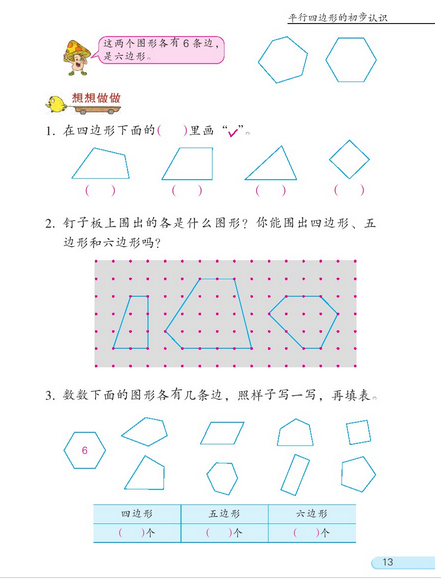 平行四边形的初步认识
这两个图形各有 6 条边，
是六边形。
想想做做
1. 在四边形下面的(　)里画“✓”。
(　) (　) (　) (　)
2. 钉子板上围出的各是什么图形？你能围出四边形、五
边形和六边形吗？
3. 数数下面的图形各有几条边，照样子写一写，再填表。
6
四边形 五边形 六边形
(　)个 (　)个 (　)个
13